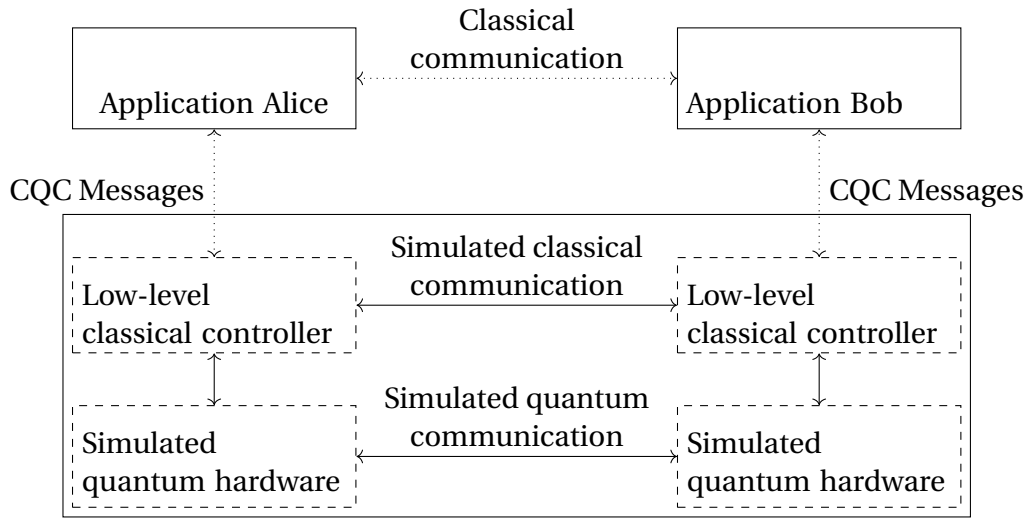 Classical
communication
Application Alice
Application Bob
CQC Messages
CQC Messages
Simulated classical
communication
Low-level
classical controller
Low-level
classical controller
Simulated quantum
communication
Simulated
quantum hardware
Simulated
quantum hardware